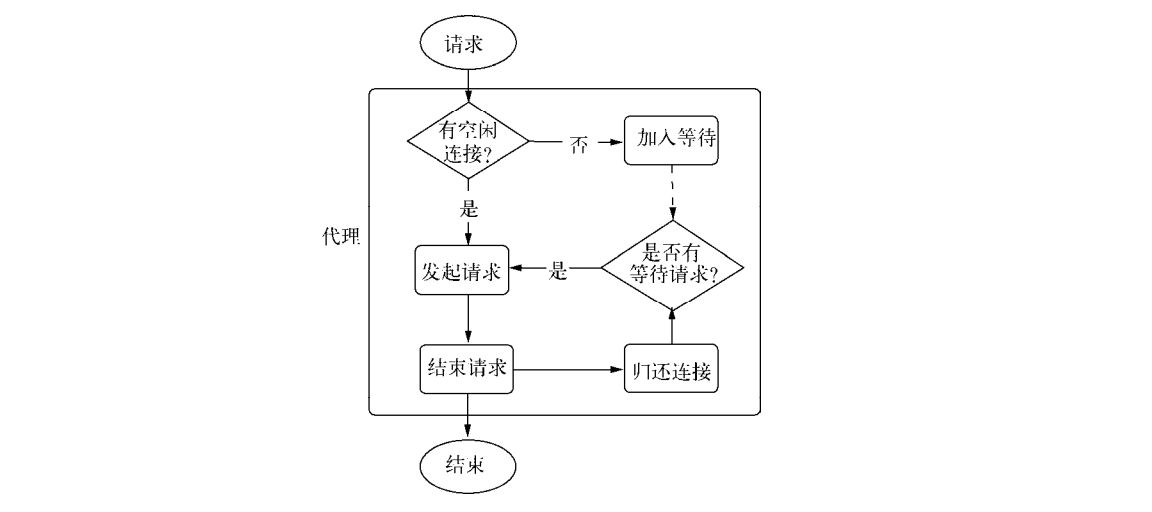 请求
有空闲
连接?
否
加入等待
是
代理
是否有
等待请求?
发起请求
是
结束请求
归还连接
结束